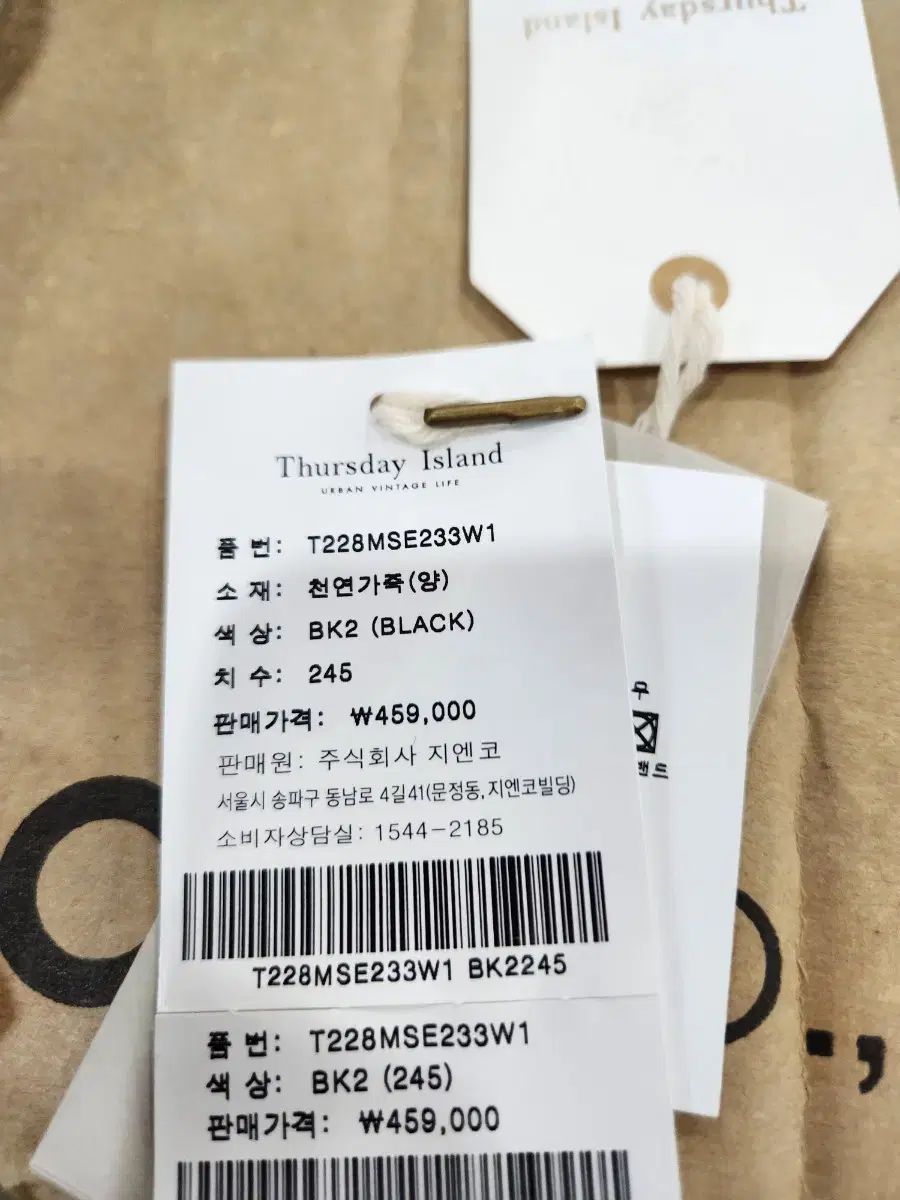 Thursday Island
Thursday Island
URBAN VINTAGE LIFE
품 번: T228MSE233W1
소 재: 천연가죽(양)
색 상: BK2 (BLACK)
치 수: 245
판매가격: ₩459,000
판매원: 주식회사 지엔코
서울시 송파구 동남로 4길41(문정동,지엔코빌딩)
소비자상담실: 1544-2185
T228MSE233W1 BK2245
품 번: T228MSE233W1
색 상: BK2 (245)
판매가격: ₩459,000